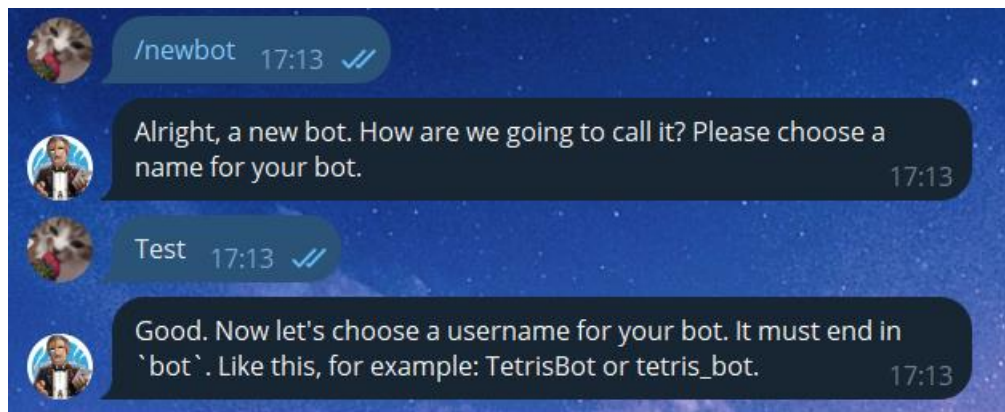 /newbot 17:13
Alright, a new bot. How are we going to call it? Please choose a
name for your bot.
17:13
Test 17:13
Good. Now let's choose a username for your bot. It must end in
`bot`. Like this, for example: TetrisBot or tetris_bot.
17:13